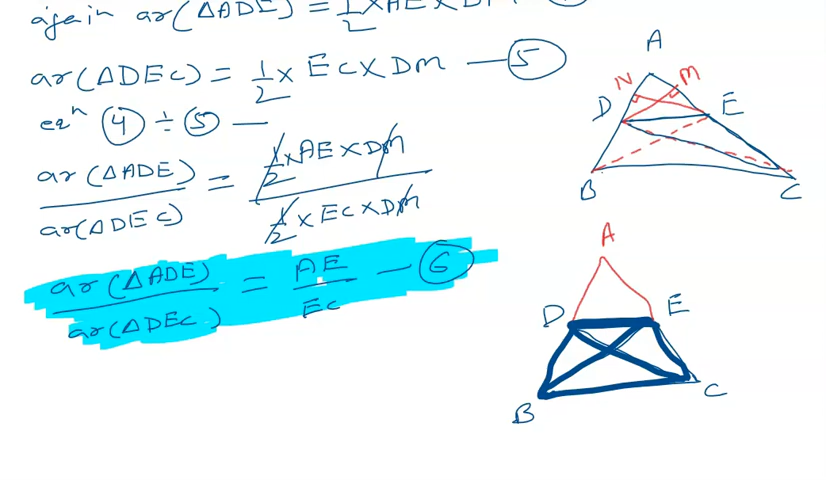 again ar(ΔADE) = 1/2 × AE × DM
ar(ΔDEC) = 1/2 × EC × DM — 5
eqⁿ 4 ÷ 5 —
ar(ΔADE) / ar(ΔDEC) = 1/2 × AE × DM / 1/2 × EC × DM
ar(ΔADE) / ar(ΔDEC) = AE / EC — 6
A
N
M
D
E
B
C
A
D
E
B
C